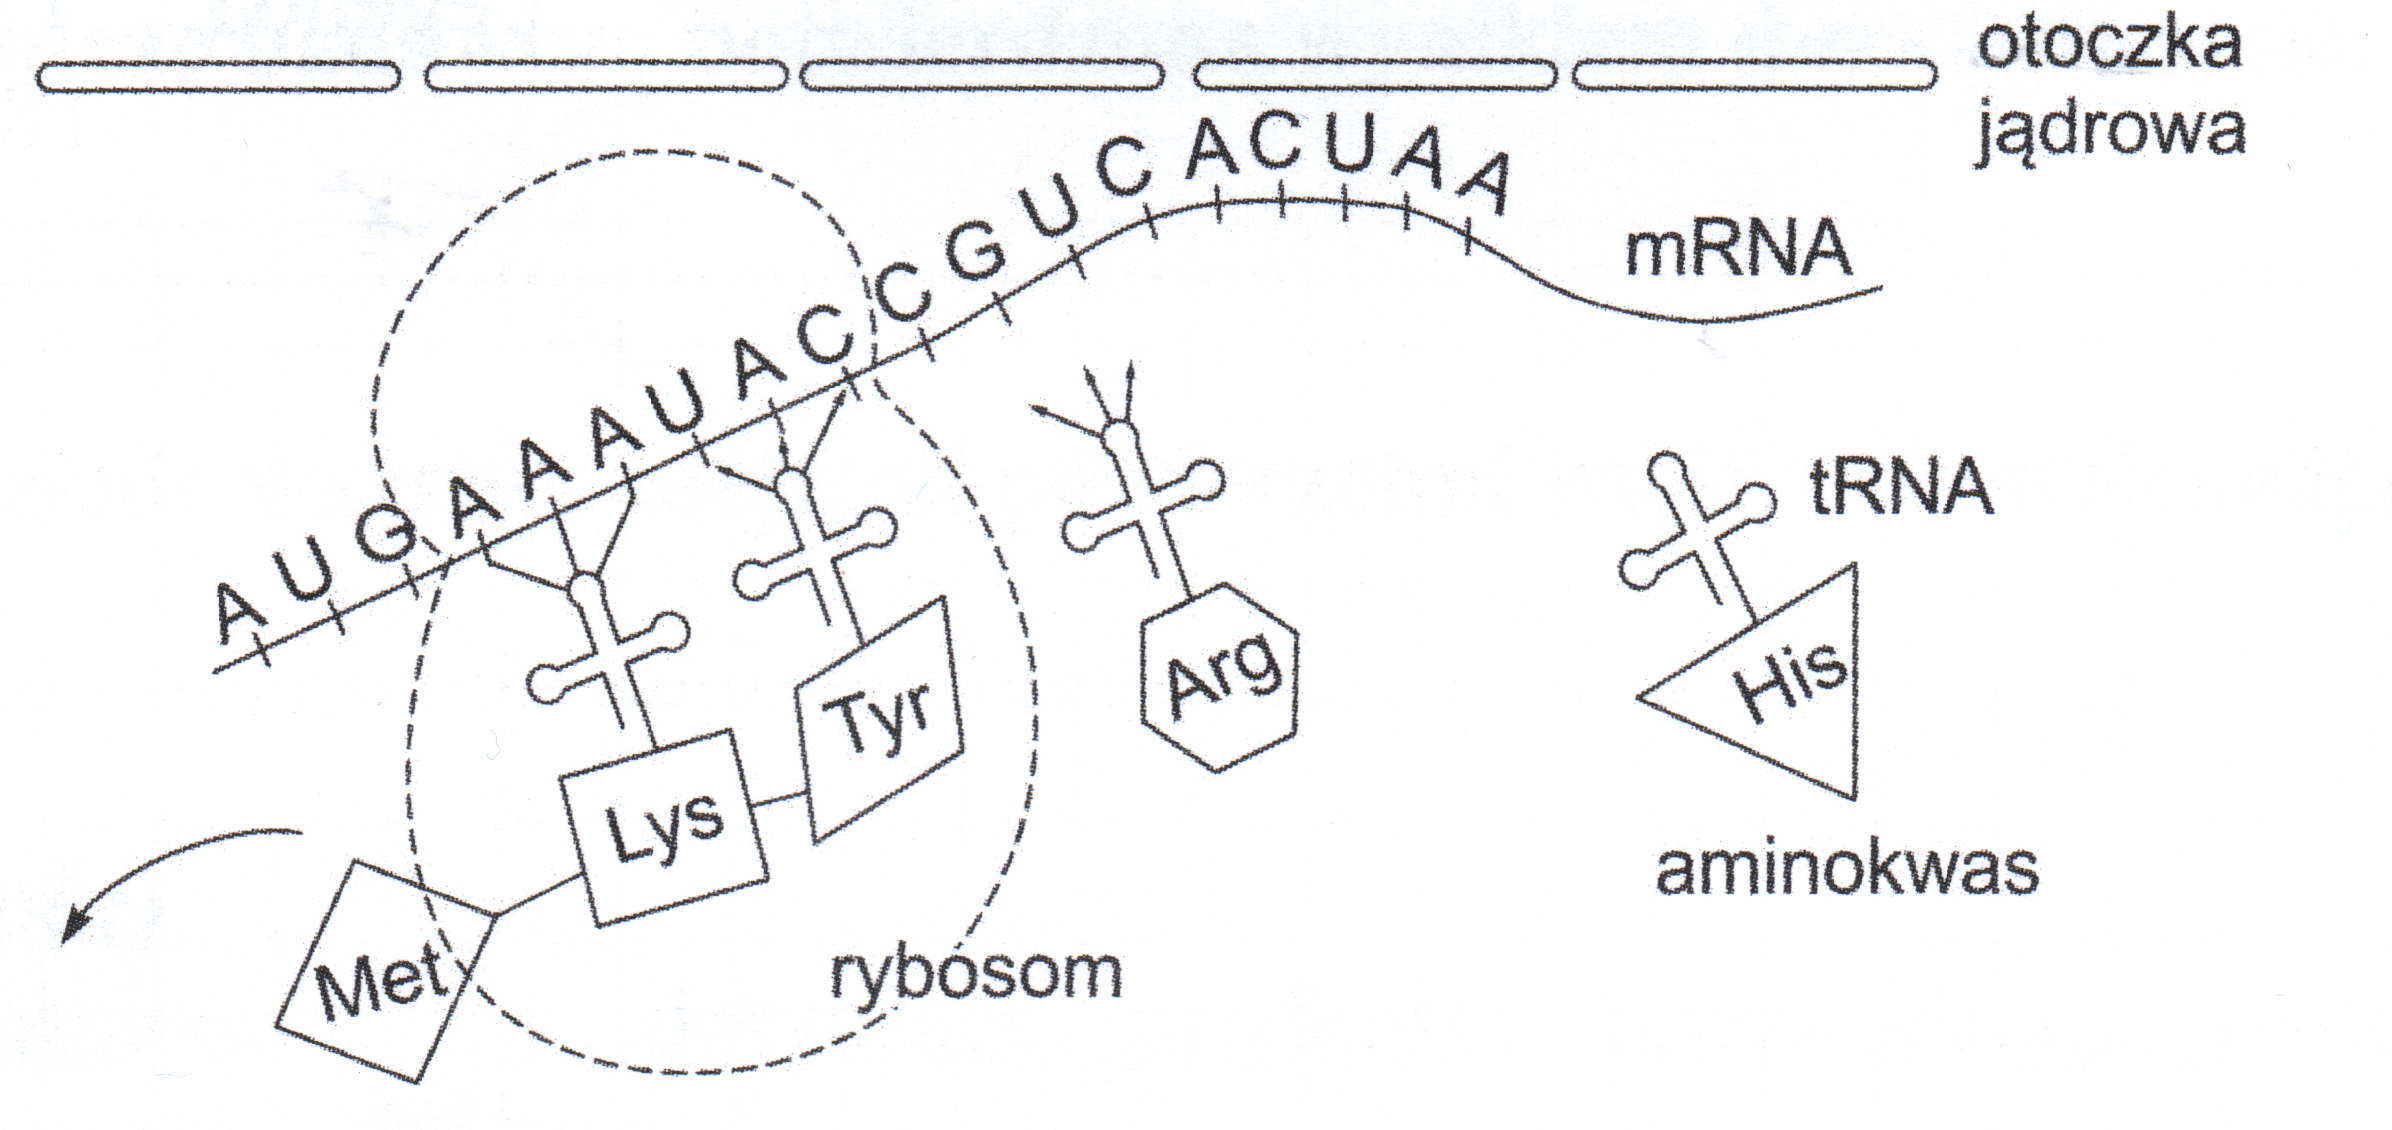 otoczka
jądrowa
AUGAAAUACCGUCACUAA
mRNA
tRNA
Arg
His
Tyr
Lys
aminokwas
Met
rybosom